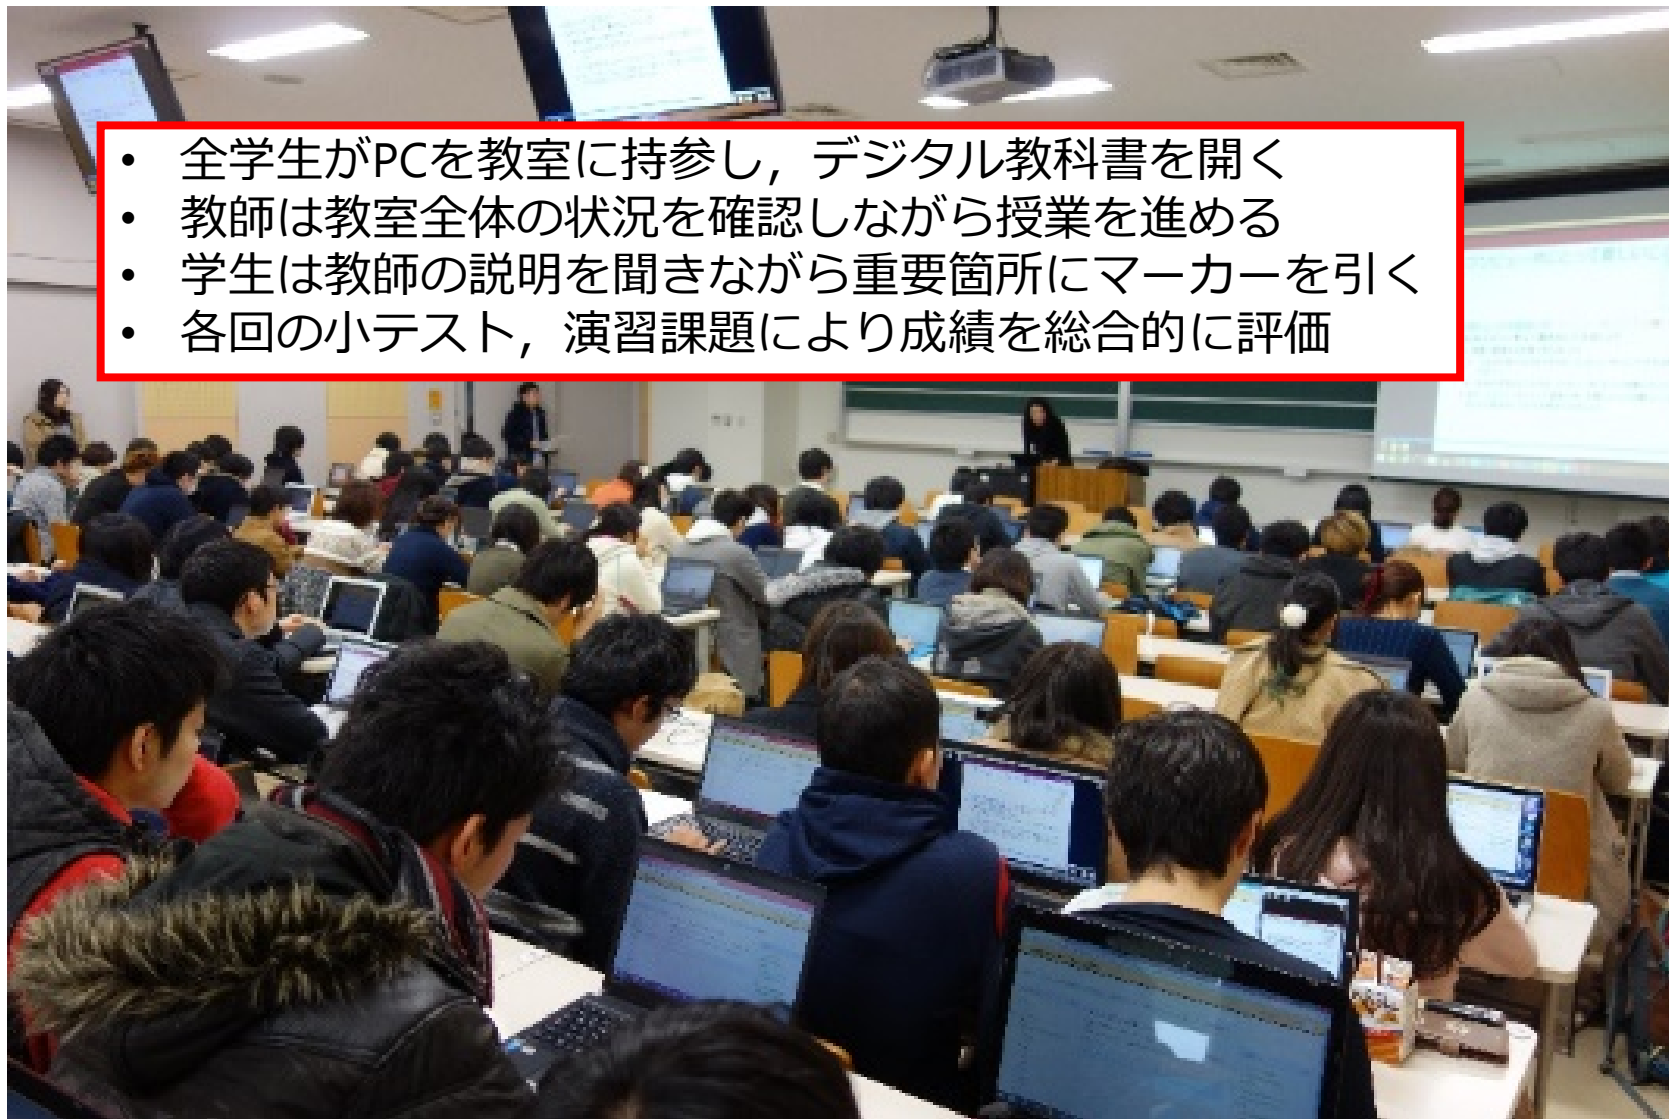 • 全学生がPCを教室に持参し，デジタル教科書を開く
• 教師は教室全体の状況を確認しながら授業を進める
• 学生は教師の説明を聞きながら重要箇所にマーカーを引く
• 各回の小テスト，演習課題により成績を総合的に評価